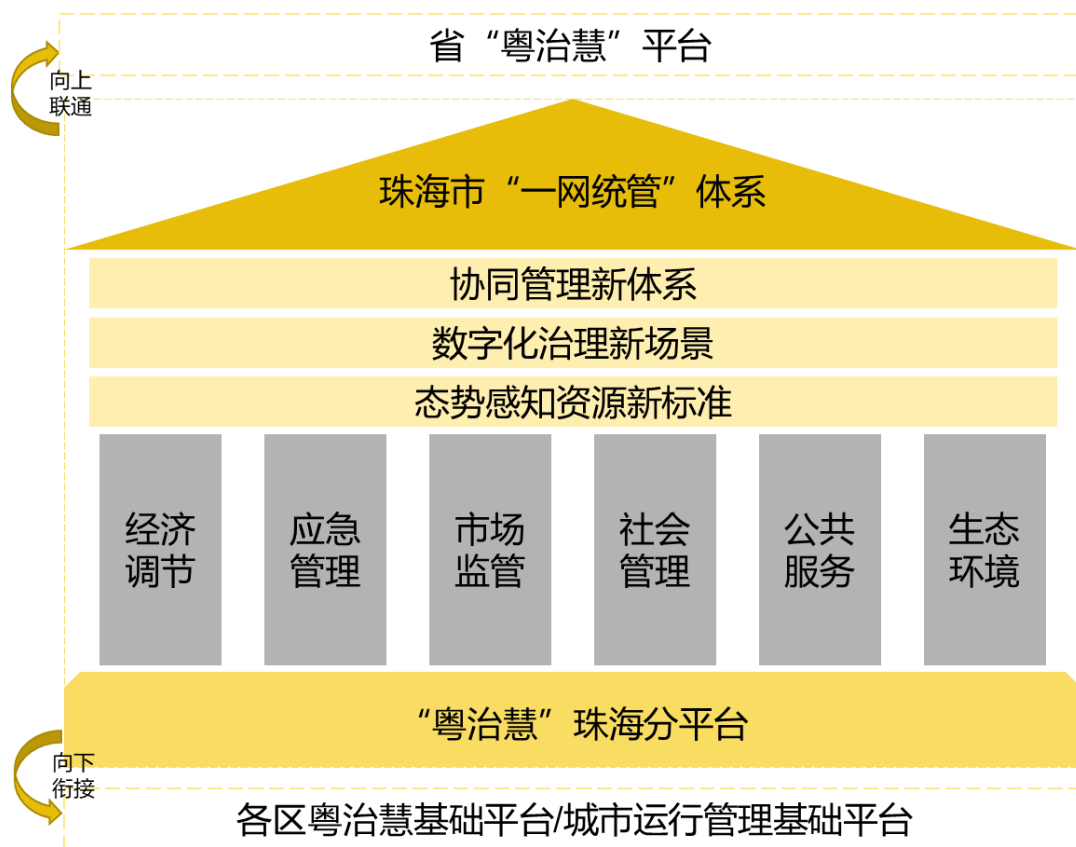 省“粤治慧”平台
向上
联通
珠海市“一网统管”体系
协同管理新体系
数字化治理新场景
态势感知资源新标准
经济
调节
应急
管理
市场
监管
社会
管理
公共
服务
生态
环境
“粤治慧”珠海分平台
向下
衔接
各区粤治慧基础平台/城市运行管理基础平台